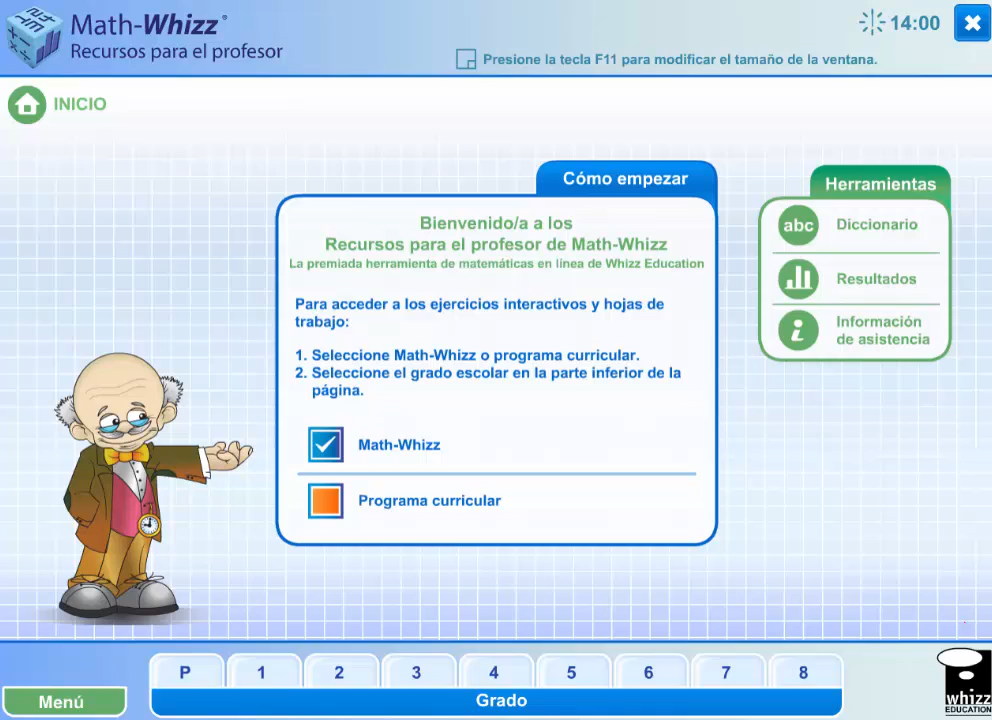 Math-Whizz®
Recursos para el profesor
14:00
Presione la tecla F11 para modificar el tamaño de la ventana.
INICIO
Cómo empezar
Bienvenido/a a los
Recursos para el profesor de Math-Whizz
La premiada herramienta de matemáticas en línea de Whizz Education
Para acceder a los ejercicios interactivos y hojas de
trabajo:
1. Seleccione Math-Whizz o programa curricular.
2. Seleccione el grado escolar en la parte inferior de la
página.
Math-Whizz
Programa curricular
Herramientas
abc Diccionario
Resultados
i Información
de asistencia
P 1 2 3 4 5 6 7 8
Grado
Menú
whizz
EDUCATION